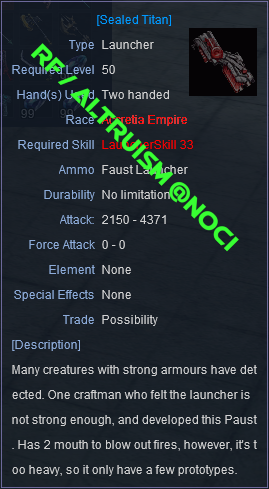 [Sealed Titan]
Type Launcher
Required Level 50
Hand(s) Used Two handed
Race Accretia Empire
Required Skill LauncherSkill 33
Ammo Faust Launcher
Durability No limitation
Attack: 2150 - 4371
Force Attack 0 - 0
Element None
Special Effects None
Trade Possibility
[Description]
Many creatures with strong armours have det
ected. One craftman who felt the launcher is
not strong enough, and developed this Paust
. Has 2 mouth to blow out fires, however, it's t
oo heavy, so it only have a few prototypes.
RF / ALTRUISM @NOCI